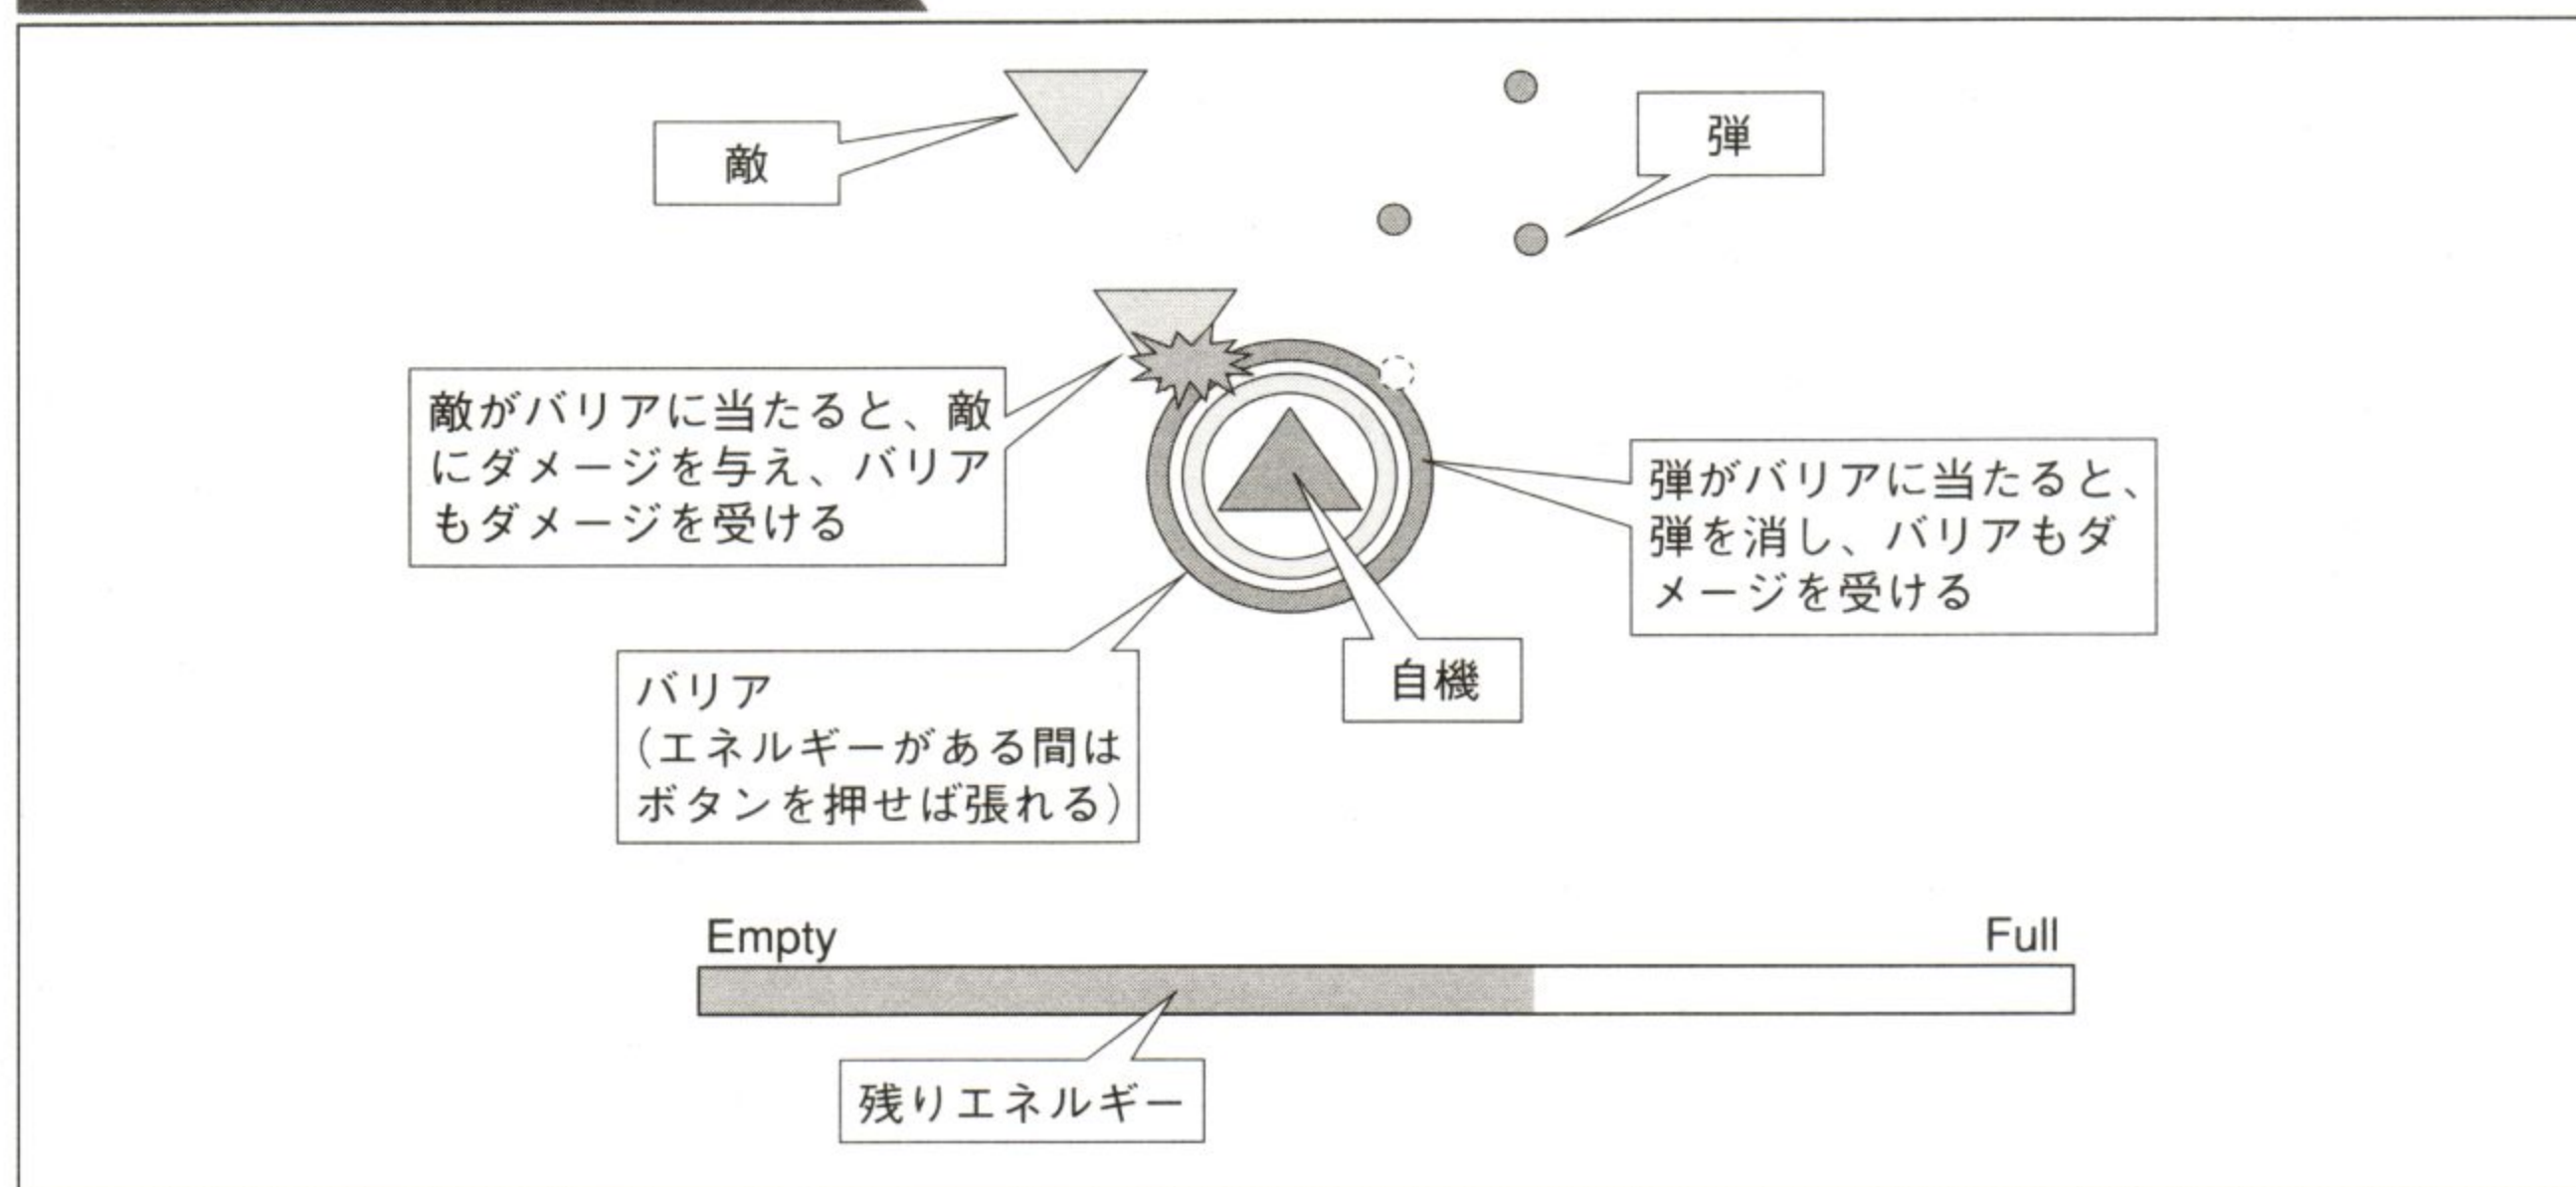 敵
弾
敵がバリアに当たると、敵
にダメージを与え、バリア
もダメージを受ける
弾がバリアに当たると、
弾を消し、バリアもダ
メージを受ける
バリア
(エネルギーがある間は
ボタンを押せば張れる)
自機
Empty
Full
残りエネルギー